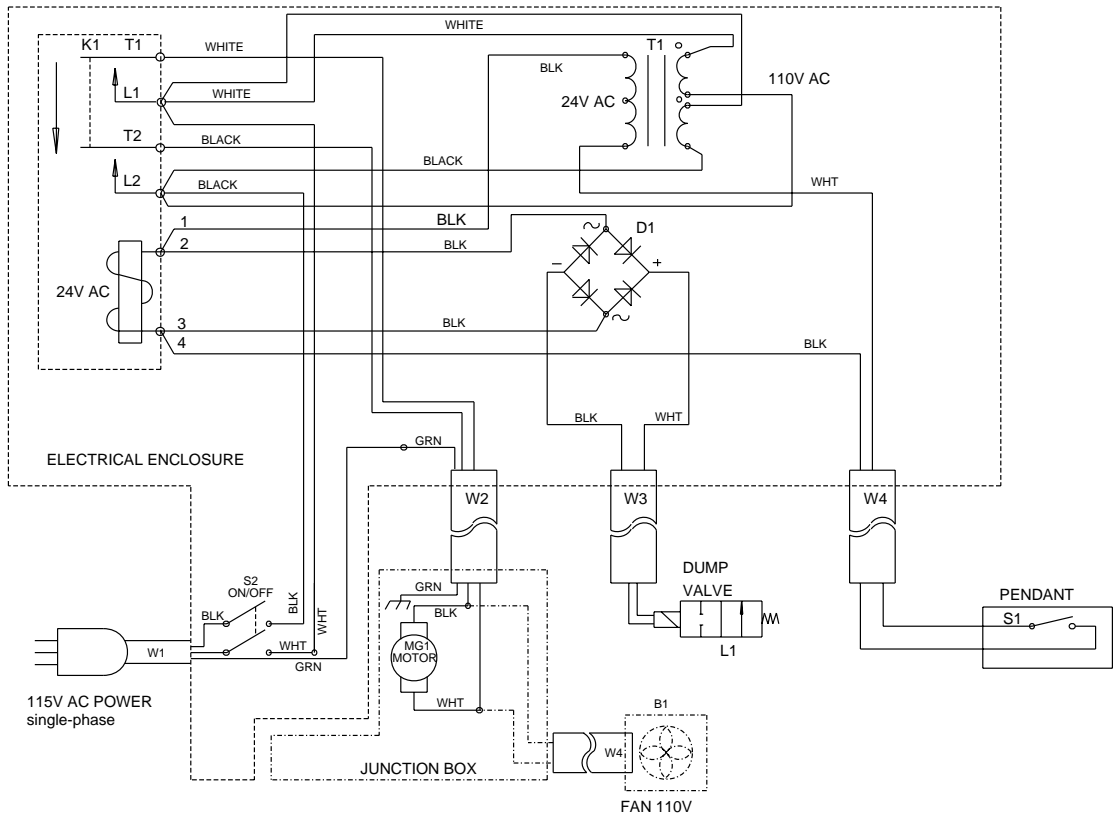 WHITE
K1 T1
WHITE
T1
BLK
110V AC
L1
WHITE
24V AC
T2
BLACK
BLACK
L2
BLACK
WHT
1
BLK
2
BLK
D1
~
− +
24V AC
3
BLK
~
4
BLK
BLK WHT
GRN
ELECTRICAL ENCLOSURE
W2
W3
W4
DUMP
VALVE
S2
ON/OFF
GRN
BLK
BLK
BLK
WHT
PENDANT
S1
W1
WHT
GRN
MG1
MOTOR
L1
115V AC POWER
single-phase
WHT
B1
W4
JUNCTION BOX
FAN 110V